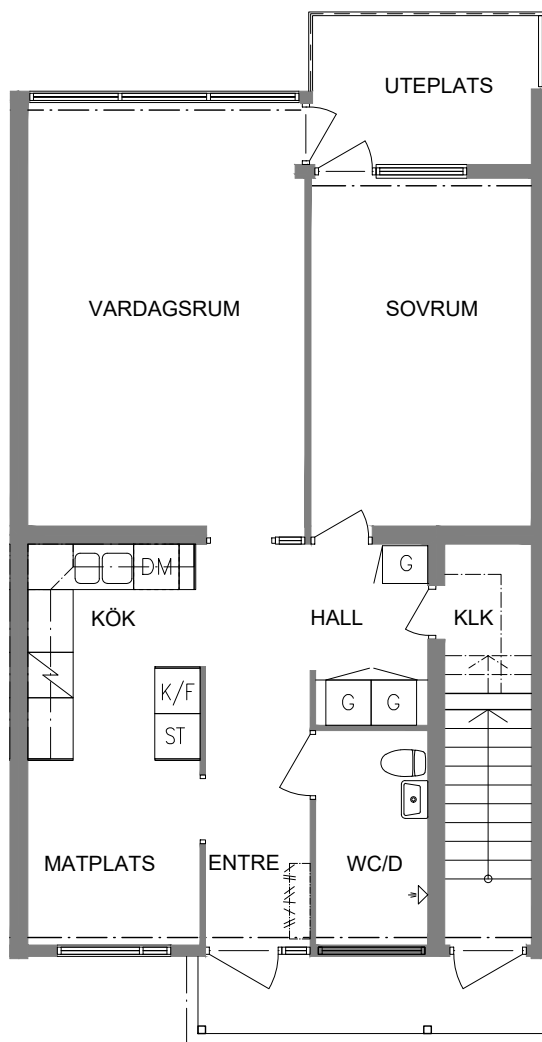 UTEPLATS
VARDAGSRUM
SOVRUM
DM
G
KÖK
HALL
KLK
K/F
G
G
ST
MATPLATS
ENTRE
WC/D